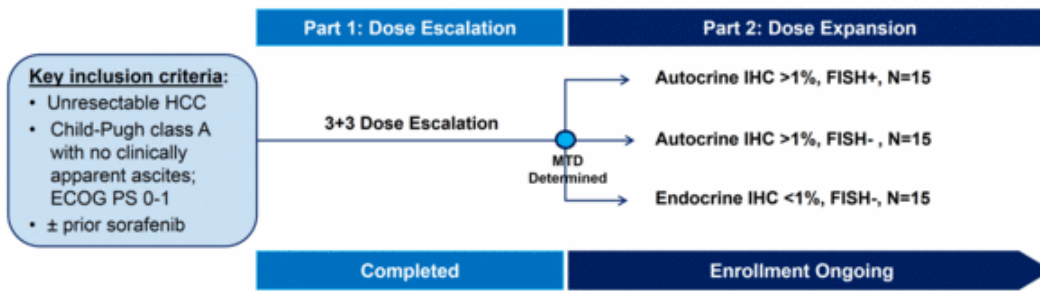 Part 1: Dose Escalation
Part 2: Dose Expansion
Key inclusion criteria:
• Unresectable HCC
• Child-Pugh class A
with no clinically
apparent ascites;
ECOG PS 0-1
• ± prior sorafenib
3+3 Dose Escalation
MTD
Determined
Autocrine IHC >1%, FISH+, N=15
Autocrine IHC >1%, FISH- , N=15
Endocrine IHC <1%, FISH-, N=15
Completed
Enrollment Ongoing